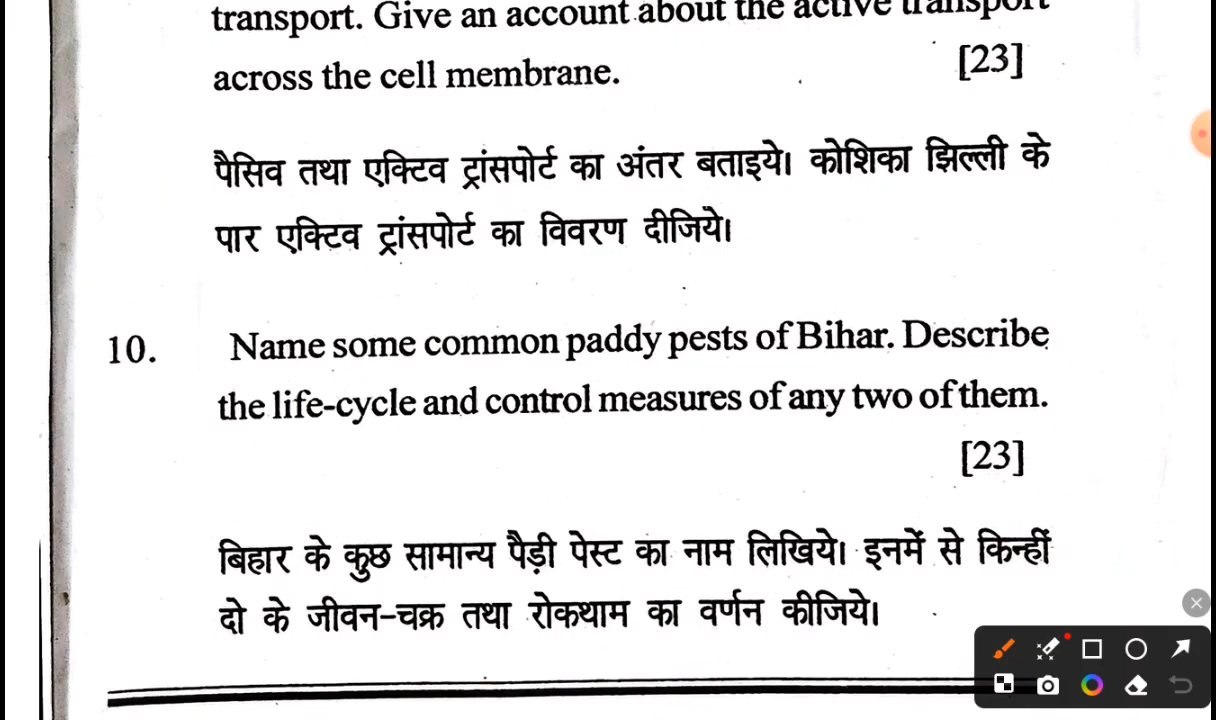 transport. Give an account about the active transport
across the cell membrane. [23]
पैसिव तथा एक्टिव ट्रांसपोर्ट का अंतर बताइये। कोशिका झिल्ली के
पार एक्टिव ट्रांसपोर्ट का विवरण दीजिये।
10. Name some common paddy pests of Bihar. Describe
the life-cycle and control measures of any two of them.
[23]
बिहार के कुछ सामान्य पैड़ी पेस्ट का नाम लिखिये। इनमें से किन्हीं
दो के जीवन-चक्र तथा रोकथाम का वर्णन कीजिये।